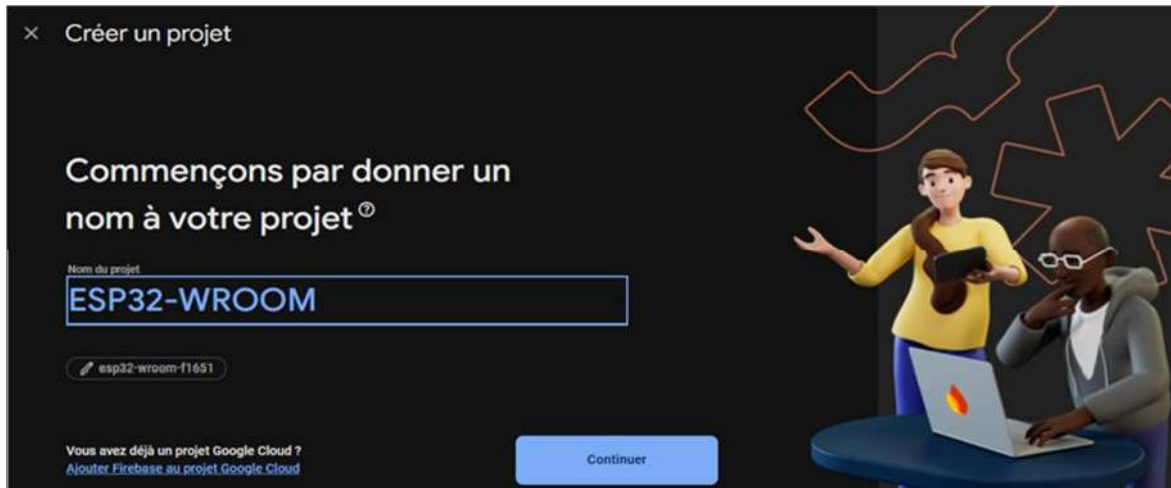 Créer un projet
Commençons par donner un
nom à votre projet
Nom du projet
ESP32-WROOM
esp32-wroom-f1651
Vous avez déjà un projet Google Cloud ?
Ajouter Firebase au projet Google Cloud
Continuer